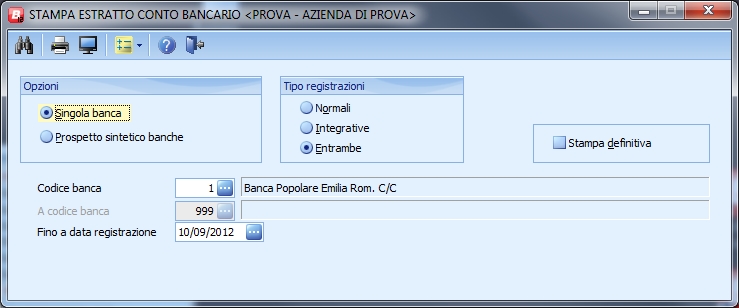 STAMPA ESTRATTO CONTO BANCARIO <PROVA - AZIENDA DI PROVA>
Opzioni
Singola banca
Prospetto sintetico banche
Tipo registrazioni
Normali
Integrative
Entrambe
Stampa definitiva
Codice banca 1 ... Banca Popolare Emilia Rom. C/C
A codice banca 999 ...
Fino a data registrazione 10/09/2012 ...